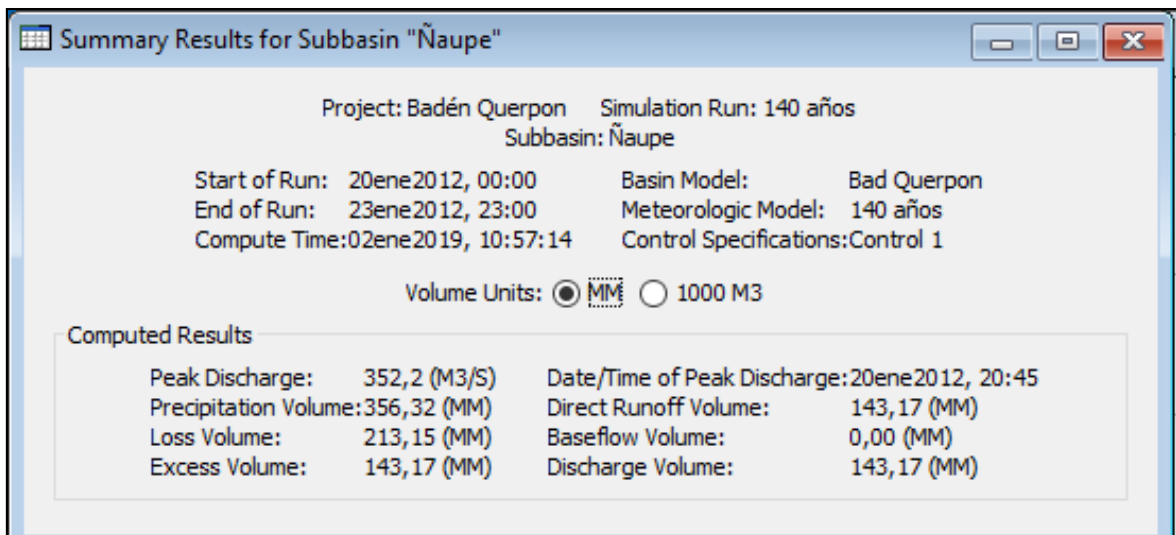 Summary Results for Subbasin "Ñaupe"
Project: Badén Querpon Simulation Run: 140 años
Subbasin: Ñaupe
Start of Run: 20ene2012, 00:00 Basin Model: Bad Querpon
End of Run: 23ene2012, 23:00 Meteorologic Model: 140 años
Compute Time:02ene2019, 10:57:14 Control Specifications:Control 1
Volume Units: MM 1000 M3
Computed Results
Peak Discharge: 352,2 (M3/S) Date/Time of Peak Discharge:20ene2012, 20:45
Precipitation Volume:356,32 (MM) Direct Runoff Volume: 143,17 (MM)
Loss Volume: 213,15 (MM) Baseflow Volume: 0,00 (MM)
Excess Volume: 143,17 (MM) Discharge Volume: 143,17 (MM)